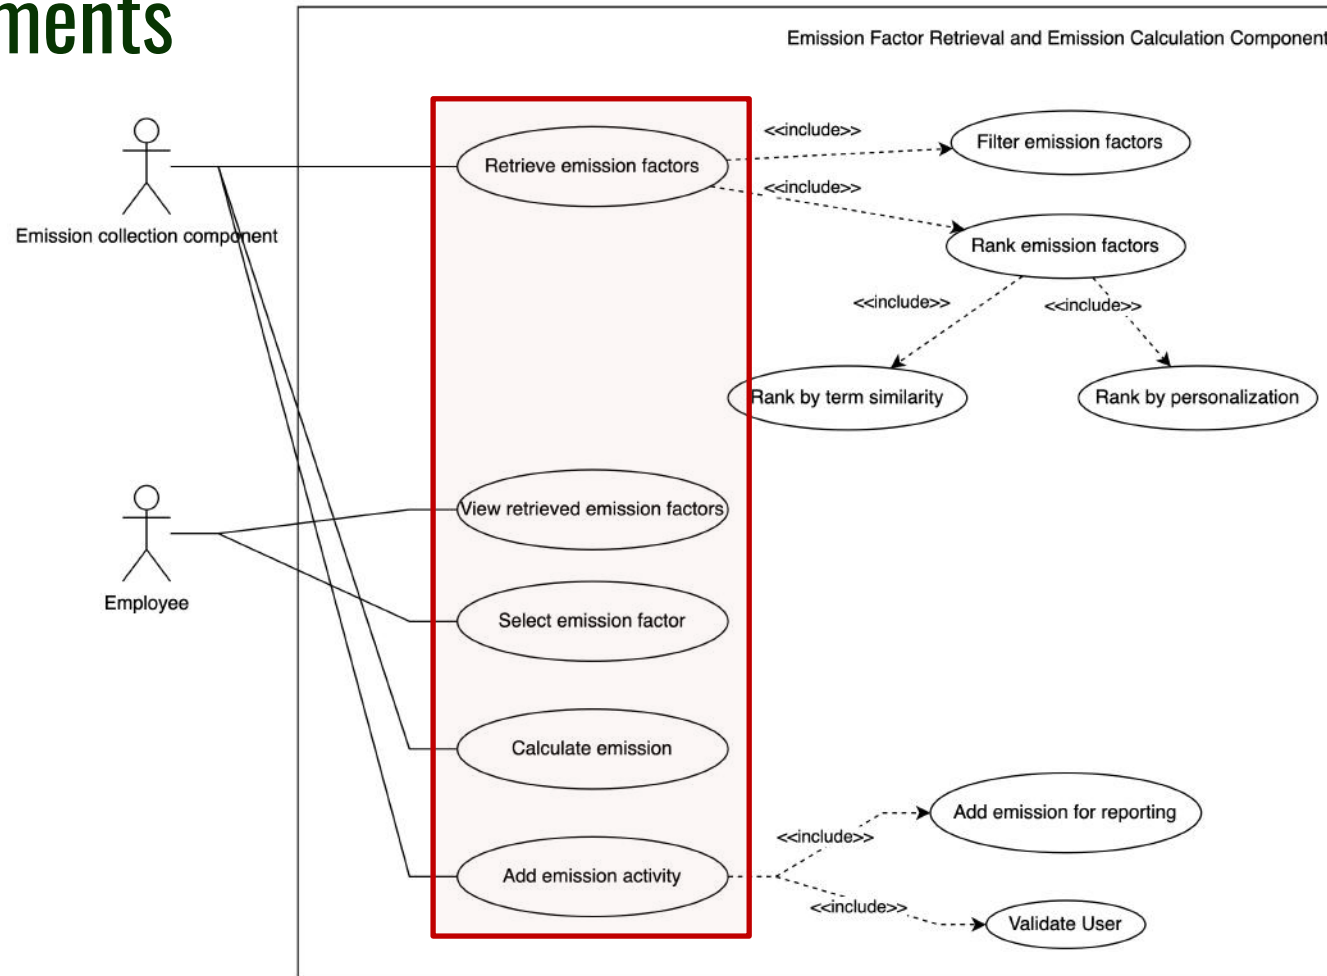 ments
Emission Factor Retrieval and Emission Calculation Component
<<include>>
Filter emission factors
Retrieve emission factors
<<include>>
Emission collection component
Rank emission factors
<<include>>
<<include>>
Rank by term similarity
Rank by personalization
View retrieved emission factors
Employee
Select emission factor
Calculate emission
Add emission for reporting
<<include>>
Add emission activity
<<include>>
Validate User